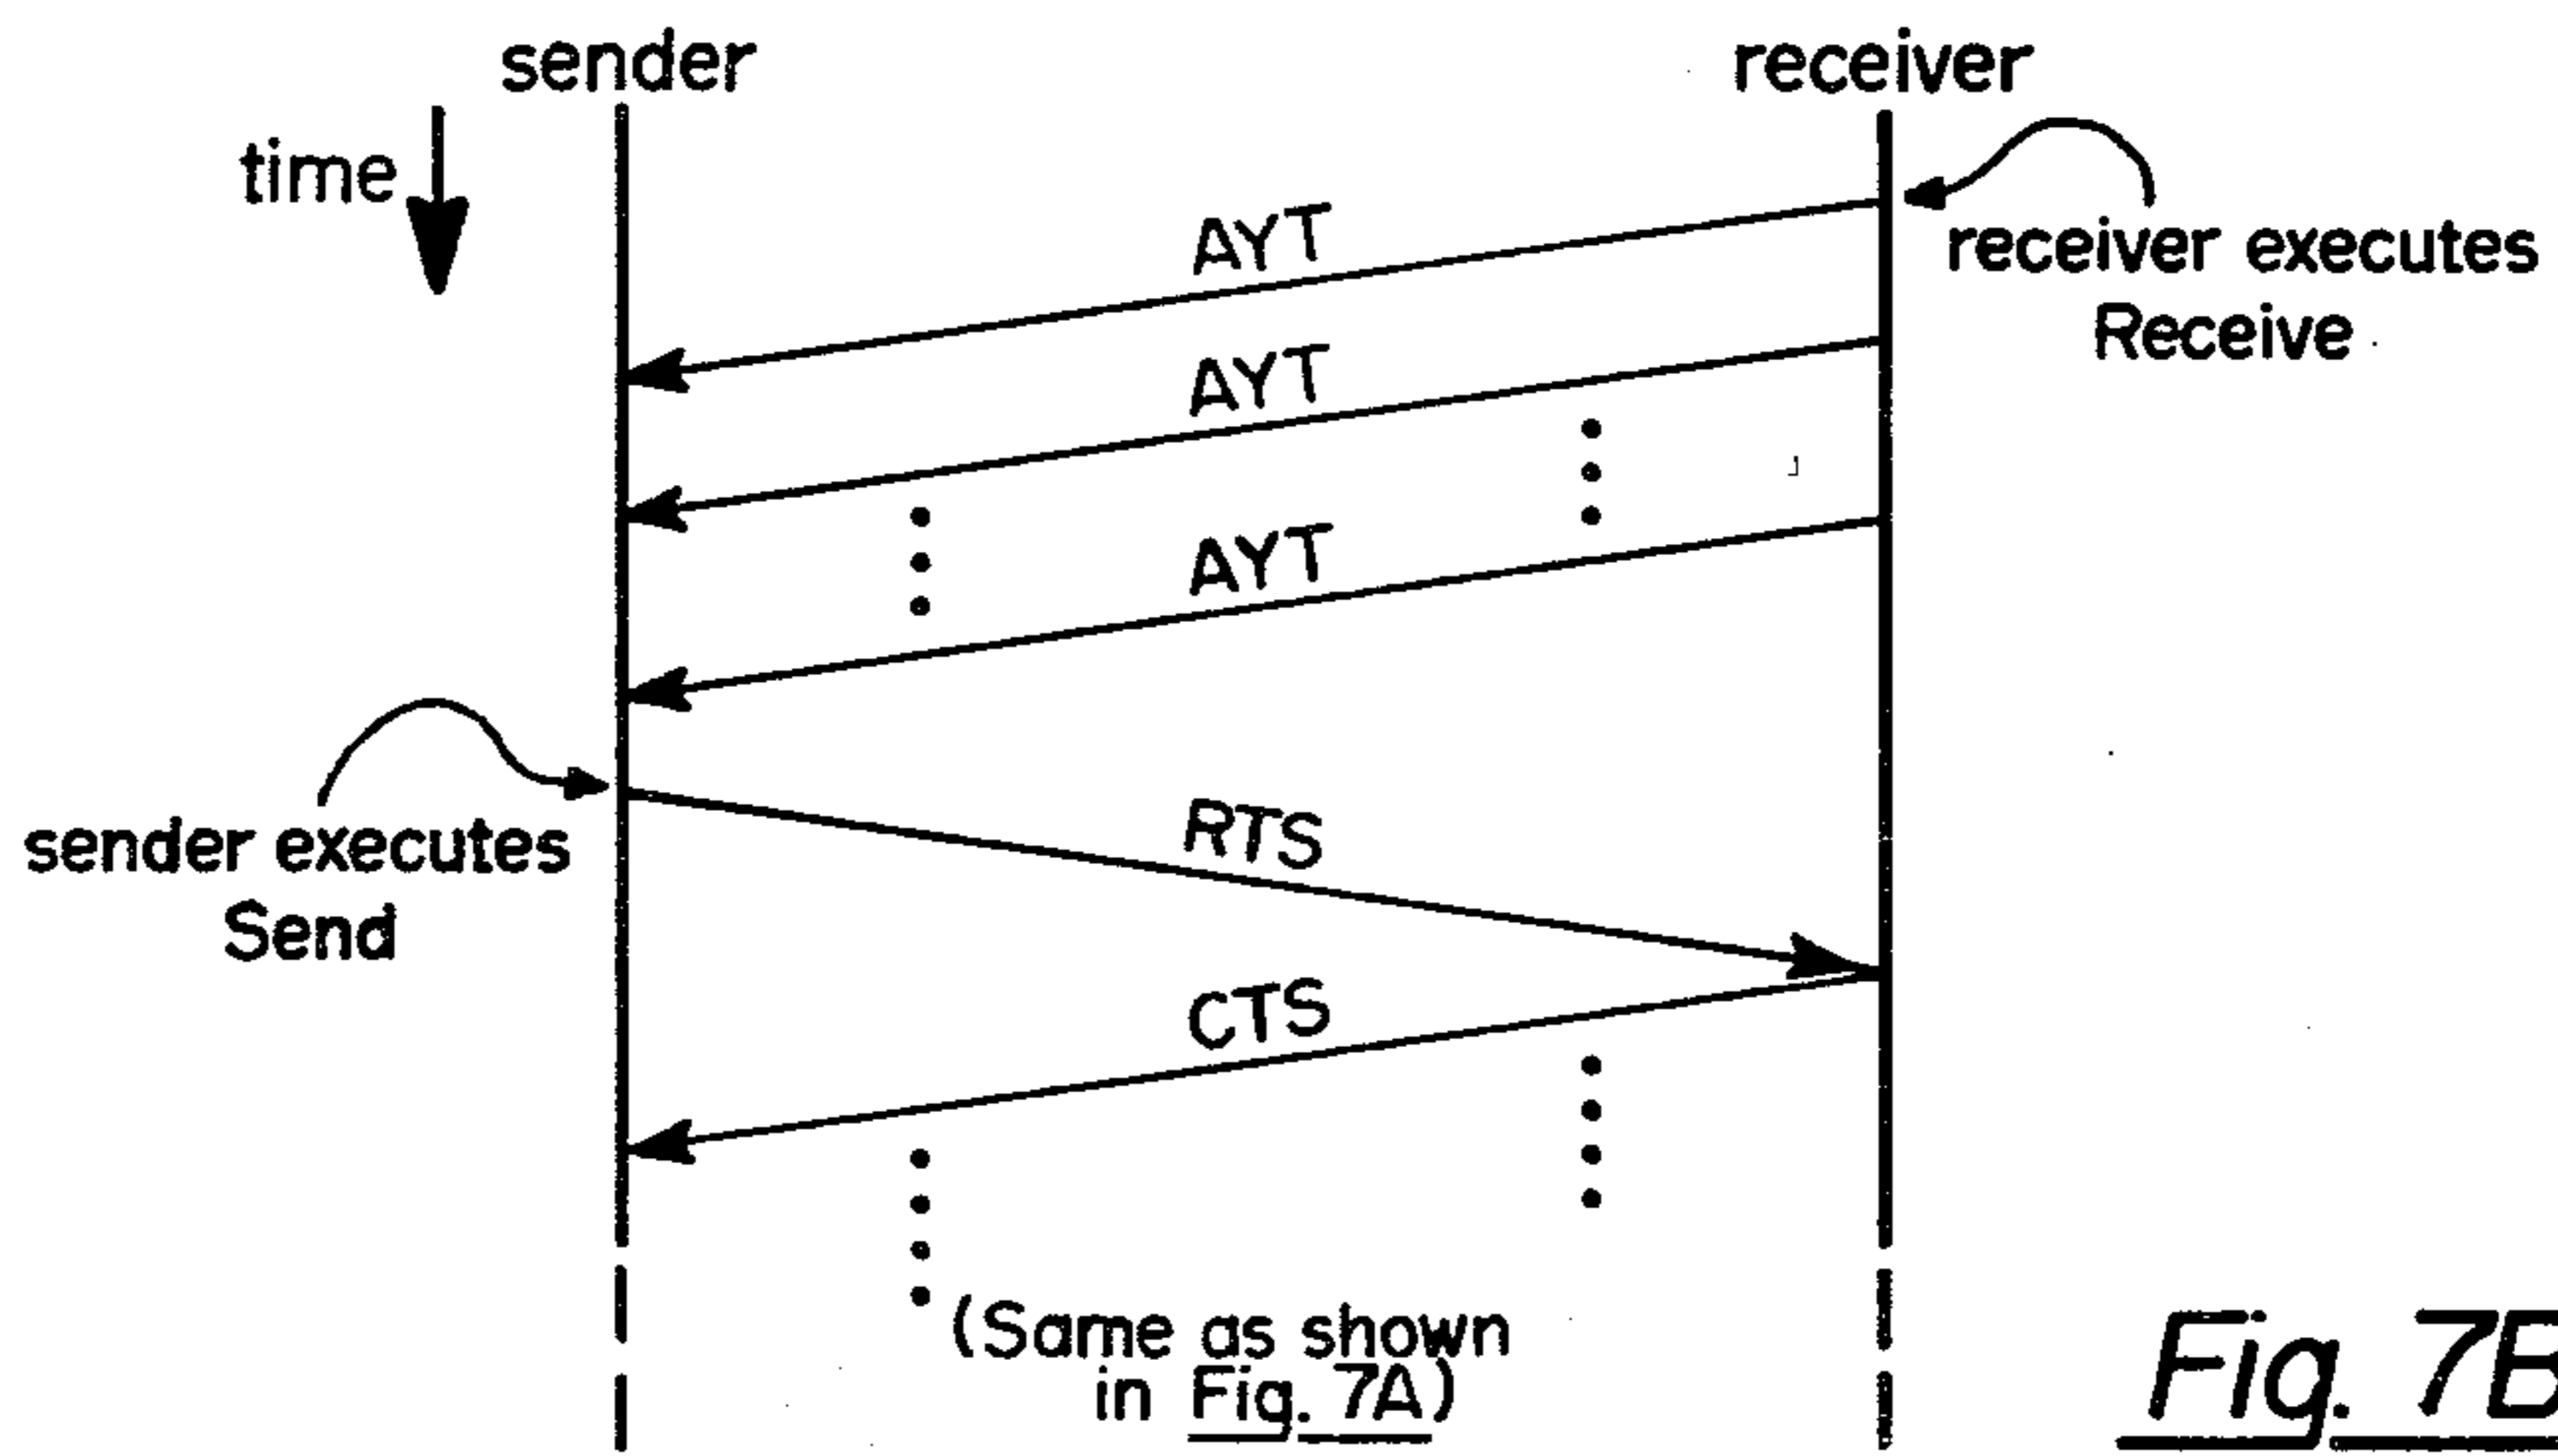 sender
receiver
time
AYT
receiver executes
Receive
AYT
AYT
sender executes
Send
RTS
CTS
(Same as shown
in Fig. 7A)
Fig. 7B